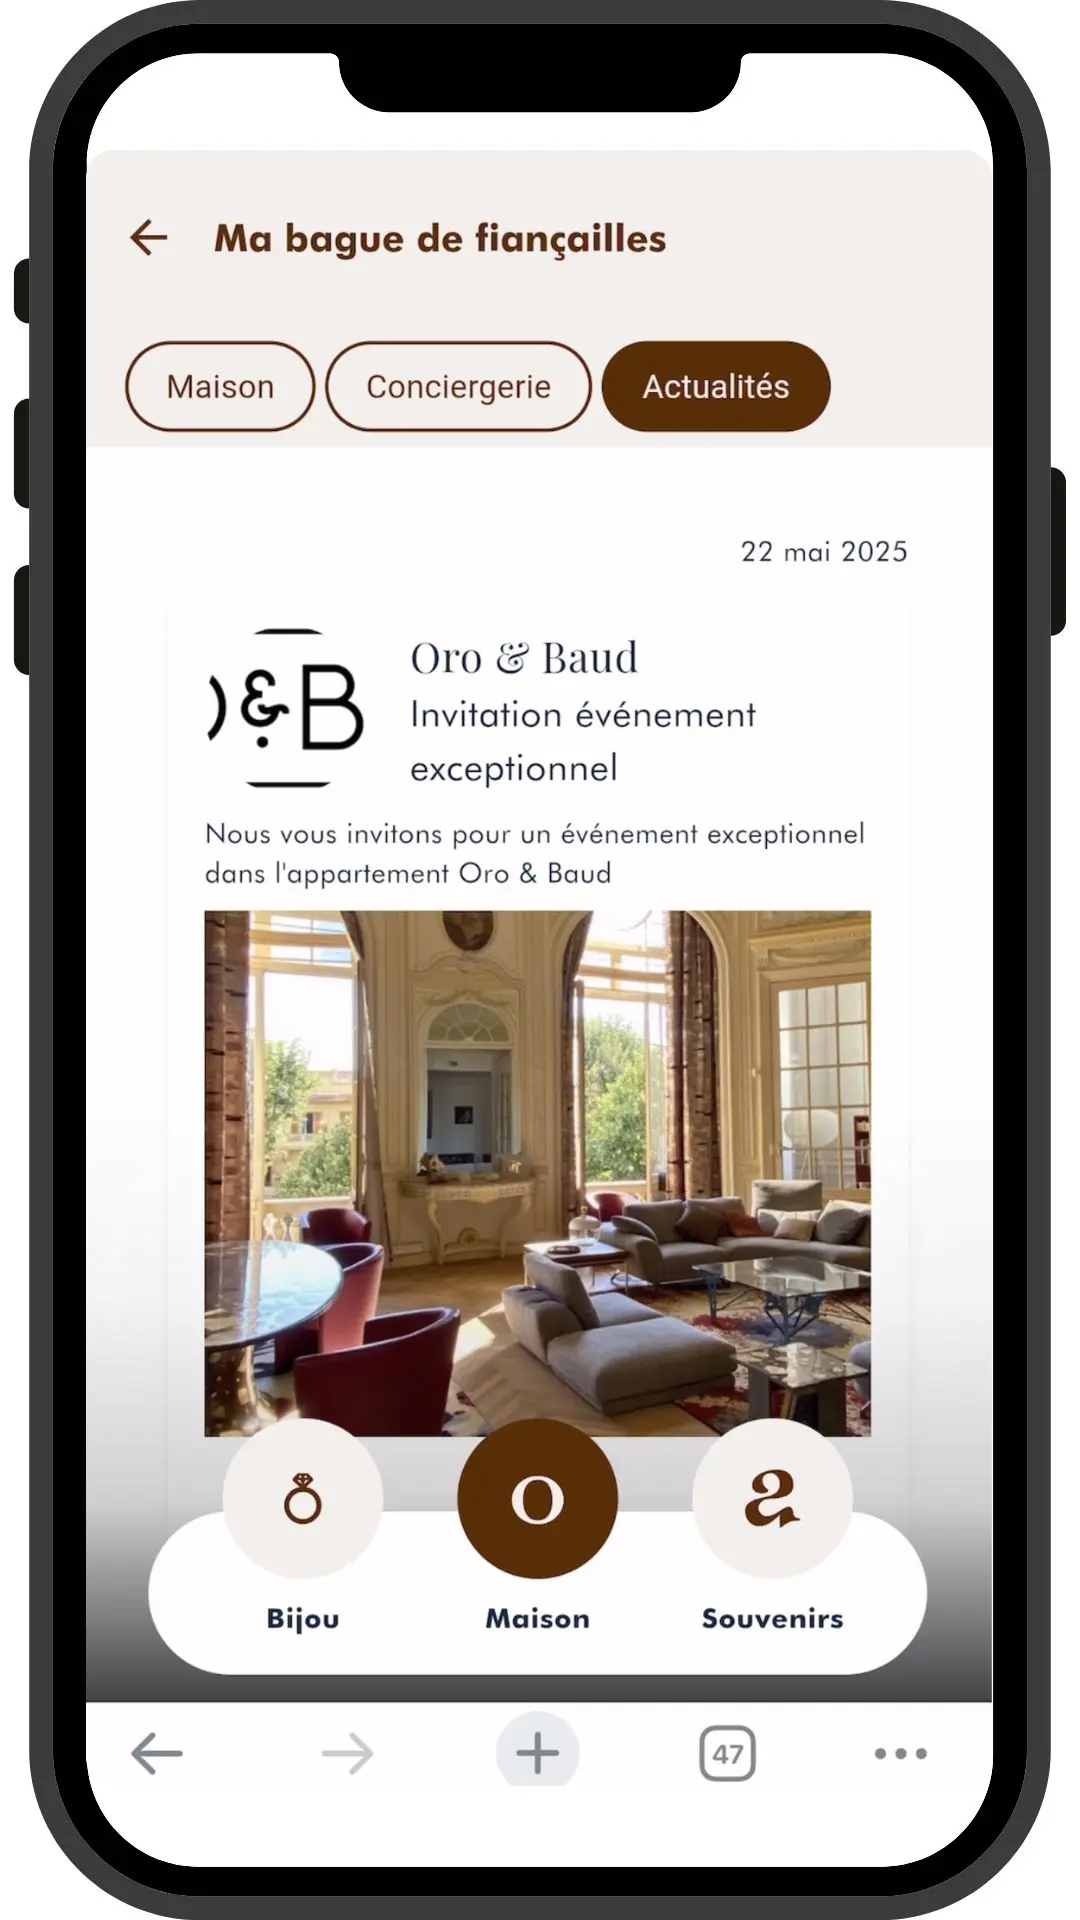 Ma bague de fiançailles
Maison
Conciergerie
Actualités
22 mai 2025
)&B
Oro & Baud
Invitation événement
exceptionnel
Nous vous invitons pour un événement exceptionnel
dans l'appartement Oro & Baud
o
a
Bijou
Maison
Souvenirs
47